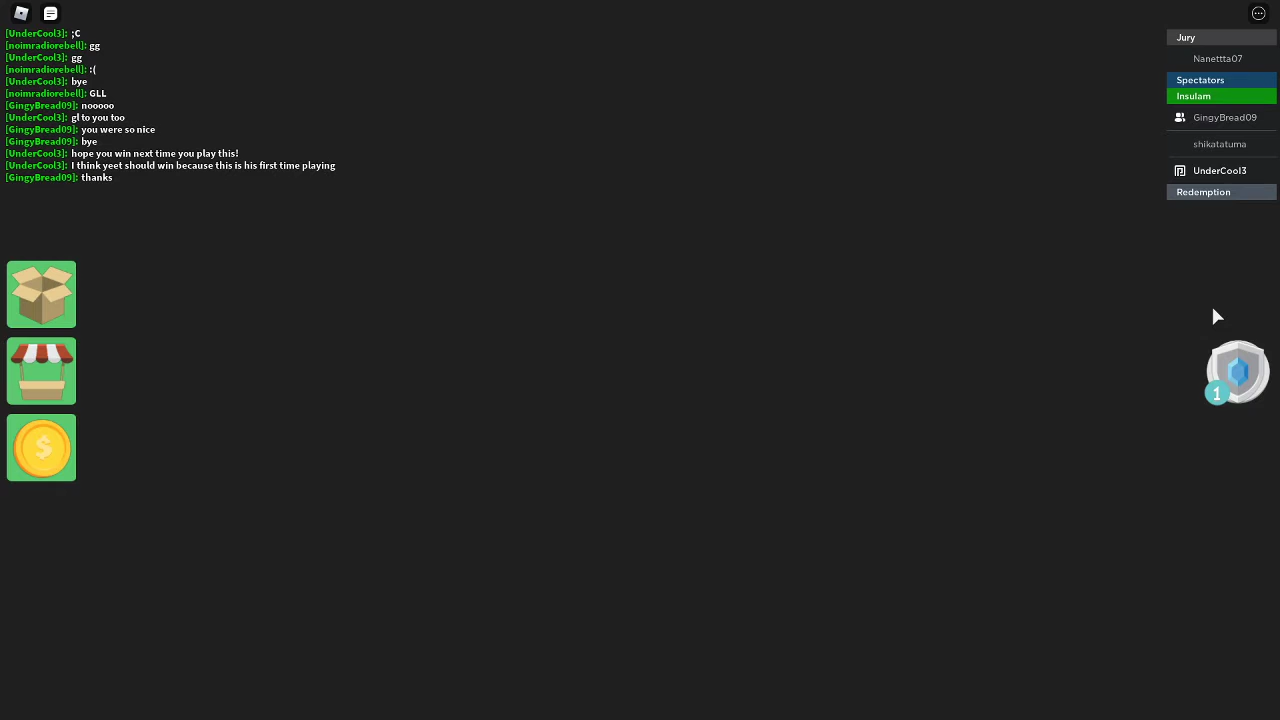 [UnderCool3]: ;C
[noimradiorebell]: gg
[UnderCool3]: gg
[noimradiorebell]: :(
[UnderCool3]: bye
[noimradiorebell]: GLL
[GingyBread09]: nooooo
[UnderCool3]: gl to you too
[GingyBread09]: you were so nice
[GingyBread09]: bye
[UnderCool3]: hope you win next time you play this!
[UnderCool3]: I think yeet should win because this is his first time playing
[GingyBread09]: thanks
Jury
Nanettta07
Spectators
Insulam
GingyBread09
shikatatuma
UnderCool3
Redemption
1
$